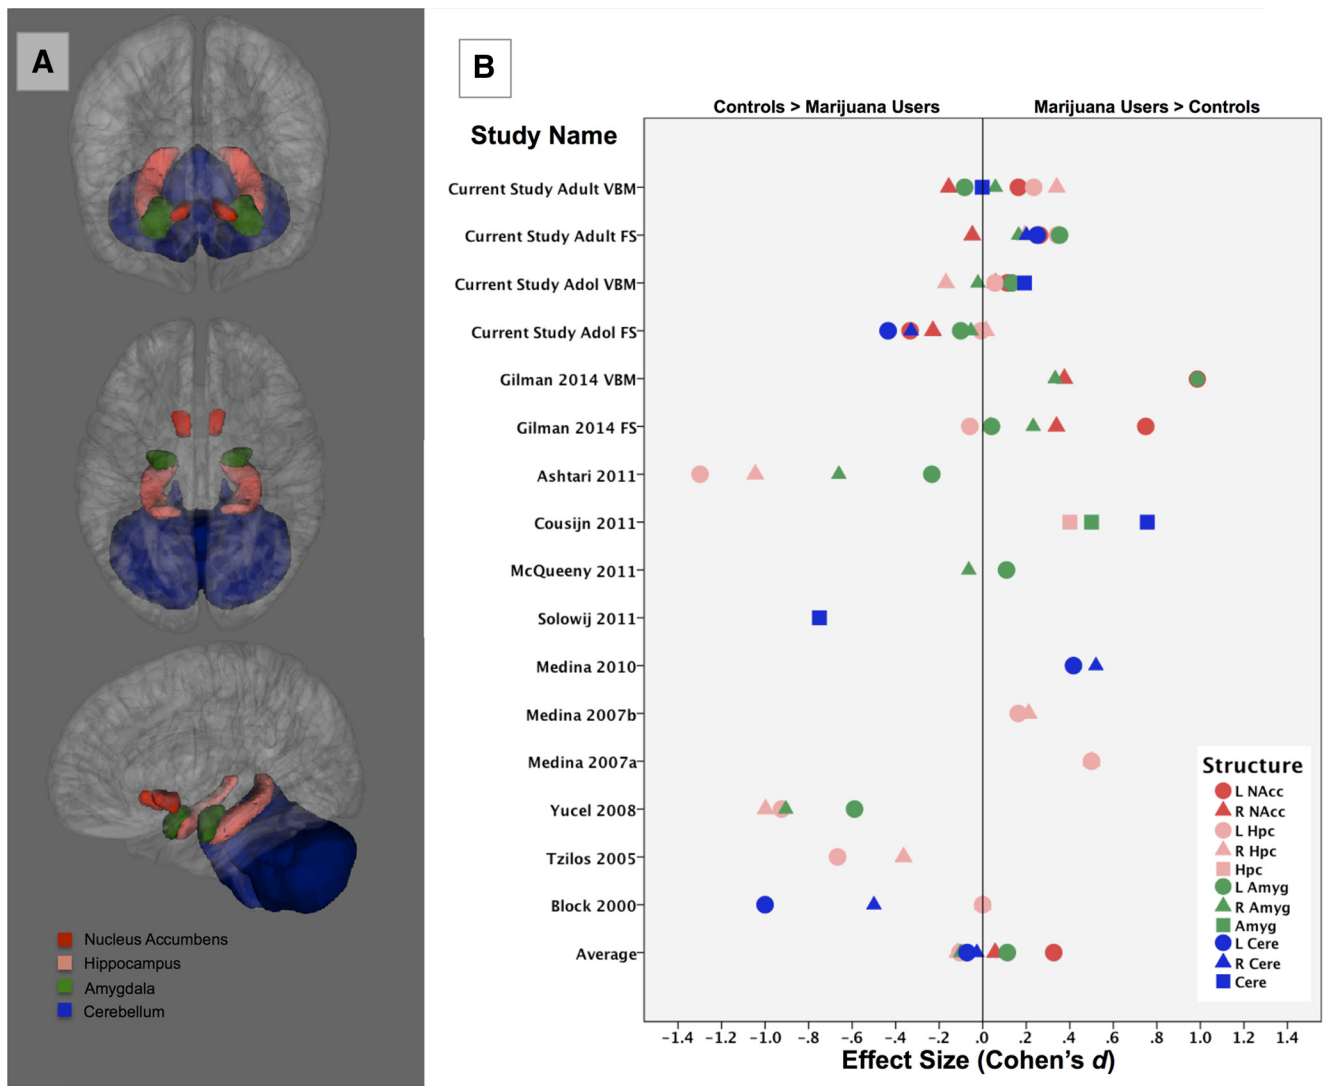 A
Nucleus Accumbens
Hippocampus
Amygdala
Cerebellum
B
Controls > Marijuana Users
Marijuana Users > Controls
Study Name
Current Study Adult VBM
Current Study Adult FS
Current Study Adol VBM
Current Study Adol FS
Gilman 2014 VBM
Gilman 2014 FS
Ashtari 2011
Cousijn 2011
McQueeny 2011
Solowij 2011
Medina 2010
Medina 2007b
Medina 2007a
Yucel 2008
Tzilos 2005
Block 2000
Average
Structure
L NAcc
R NAcc
L Hpc
R Hpc
Hpc
L Amyg
R Amyg
Amyg
L Cere
R Cere
Cere
-1.4 -1.2 -1.0 -.8 -.6 -.4 -.2 .0 .2 .4 .6 .8 1.0 1.2 1.4
Effect Size (Cohen's d)